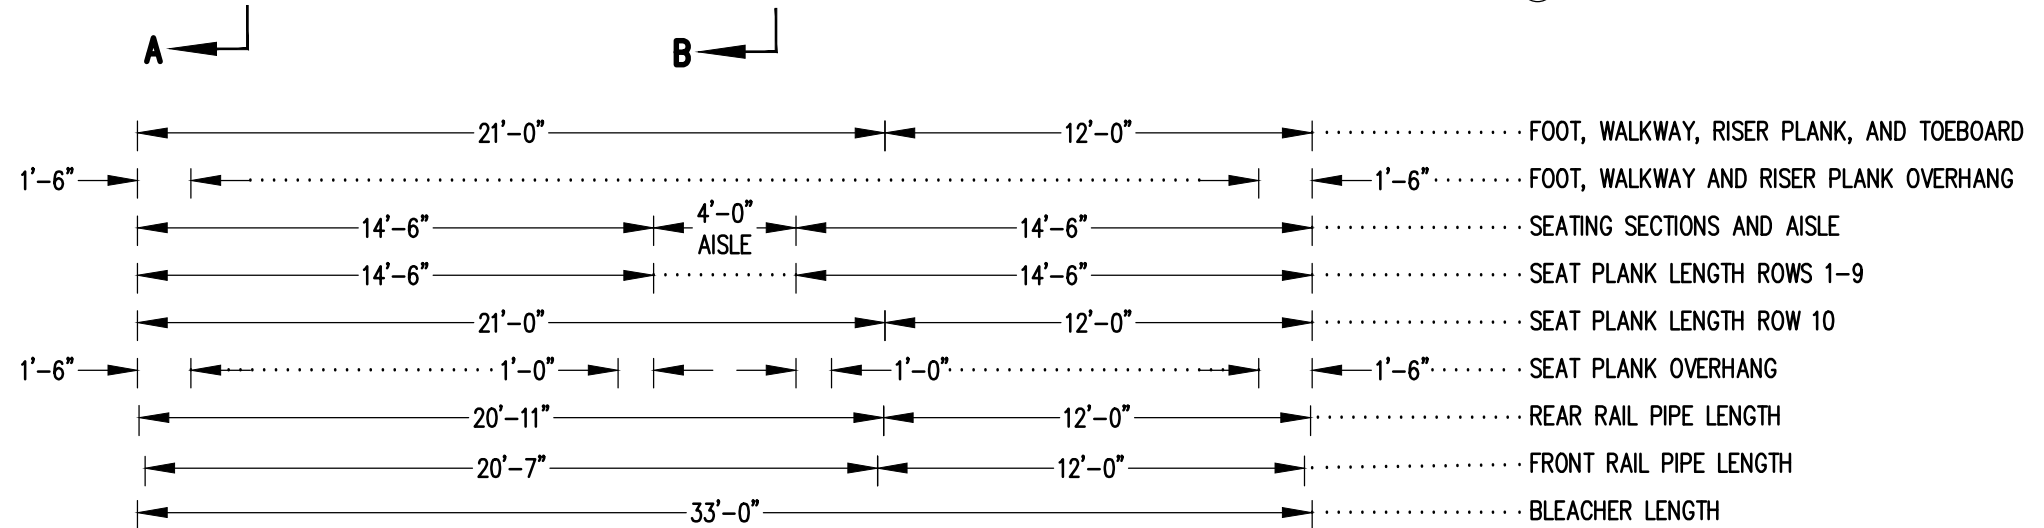 A B
21'-0" 12'-0" FOOT, WALKWAY, RISER PLANK, AND TOEBOARD
1'-6" 1'-6" FOOT, WALKWAY AND RISER PLANK OVERHANG
14'-6" 4'-0" AISLE 14'-6" SEATING SECTIONS AND AISLE
14'-6" 14'-6" SEAT PLANK LENGTH ROWS 1-9
21'-0" 12'-0" SEAT PLANK LENGTH ROW 10
1'-6" 1'-0" 1'-0" 1'-6" SEAT PLANK OVERHANG
20'-11" 12'-0" REAR RAIL PIPE LENGTH
20'-7" 12'-0" FRONT RAIL PIPE LENGTH
33'-0" BLEACHER LENGTH